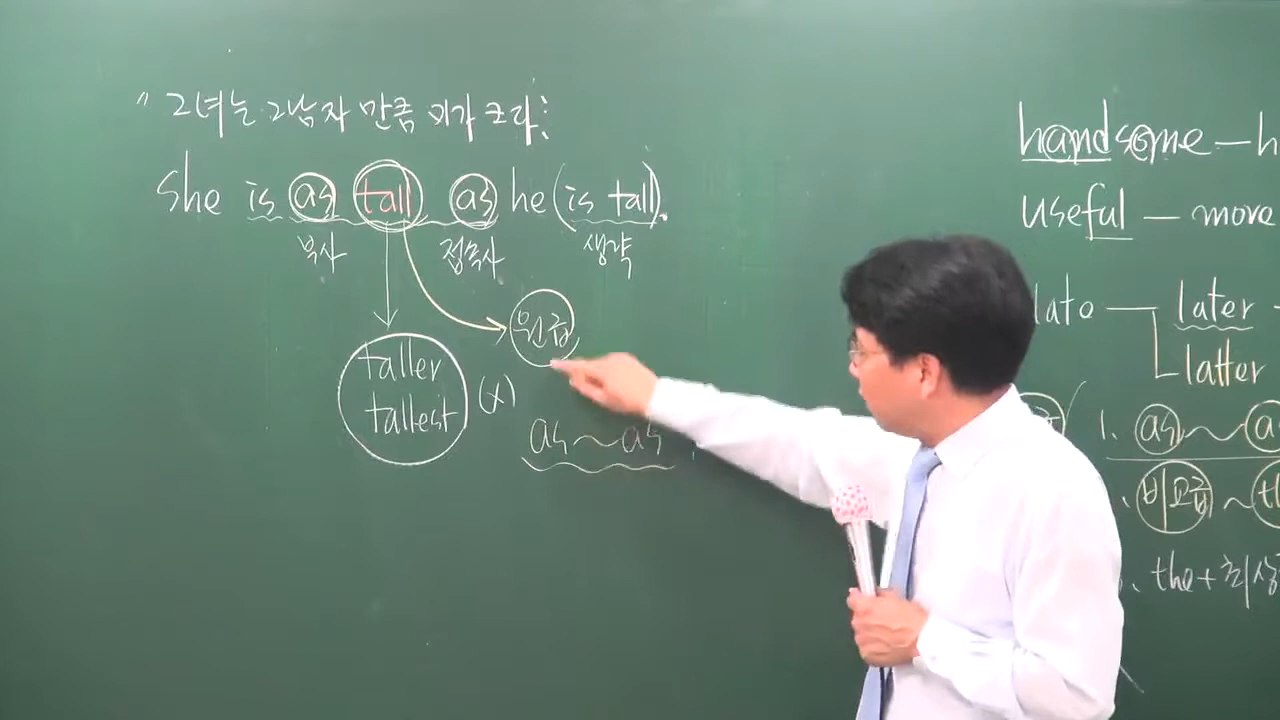 " 그녀는 그남자 만큼 키가 크다.
She is as tall as he (is tall).
부사 접속사 생략
원급
taller
tallest (x)
as ~ as
handsome — h
useful — more
late — later
latter
1. as ~ a
비교급 ~ th
the + 최상